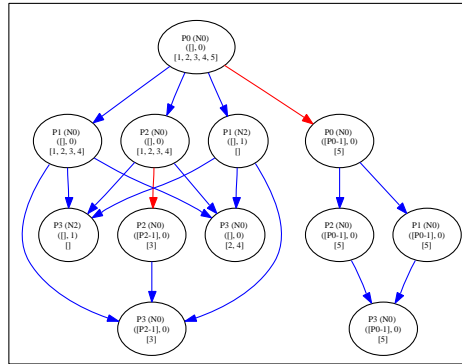 P0 (N0)
([], 0)
[1, 2, 3, 4, 5]
P1 (N0)
([], 0)
[1, 2, 3, 4]
P2 (N0)
([], 0)
[1, 2, 3, 4]
P1 (N2)
([], 1)
[]
P0 (N0)
([P0-1], 0)
[5]
P3 (N2)
([], 1)
[]
P2 (N0)
([P2-1], 0)
[3]
P3 (N0)
([], 0)
[2, 4]
P2 (N0)
([P0-1], 0)
[5]
P1 (N0)
([P0-1], 0)
[5]
P3 (N0)
([P2-1], 0)
[3]
P3 (N0)
([P0-1], 0)
[5]